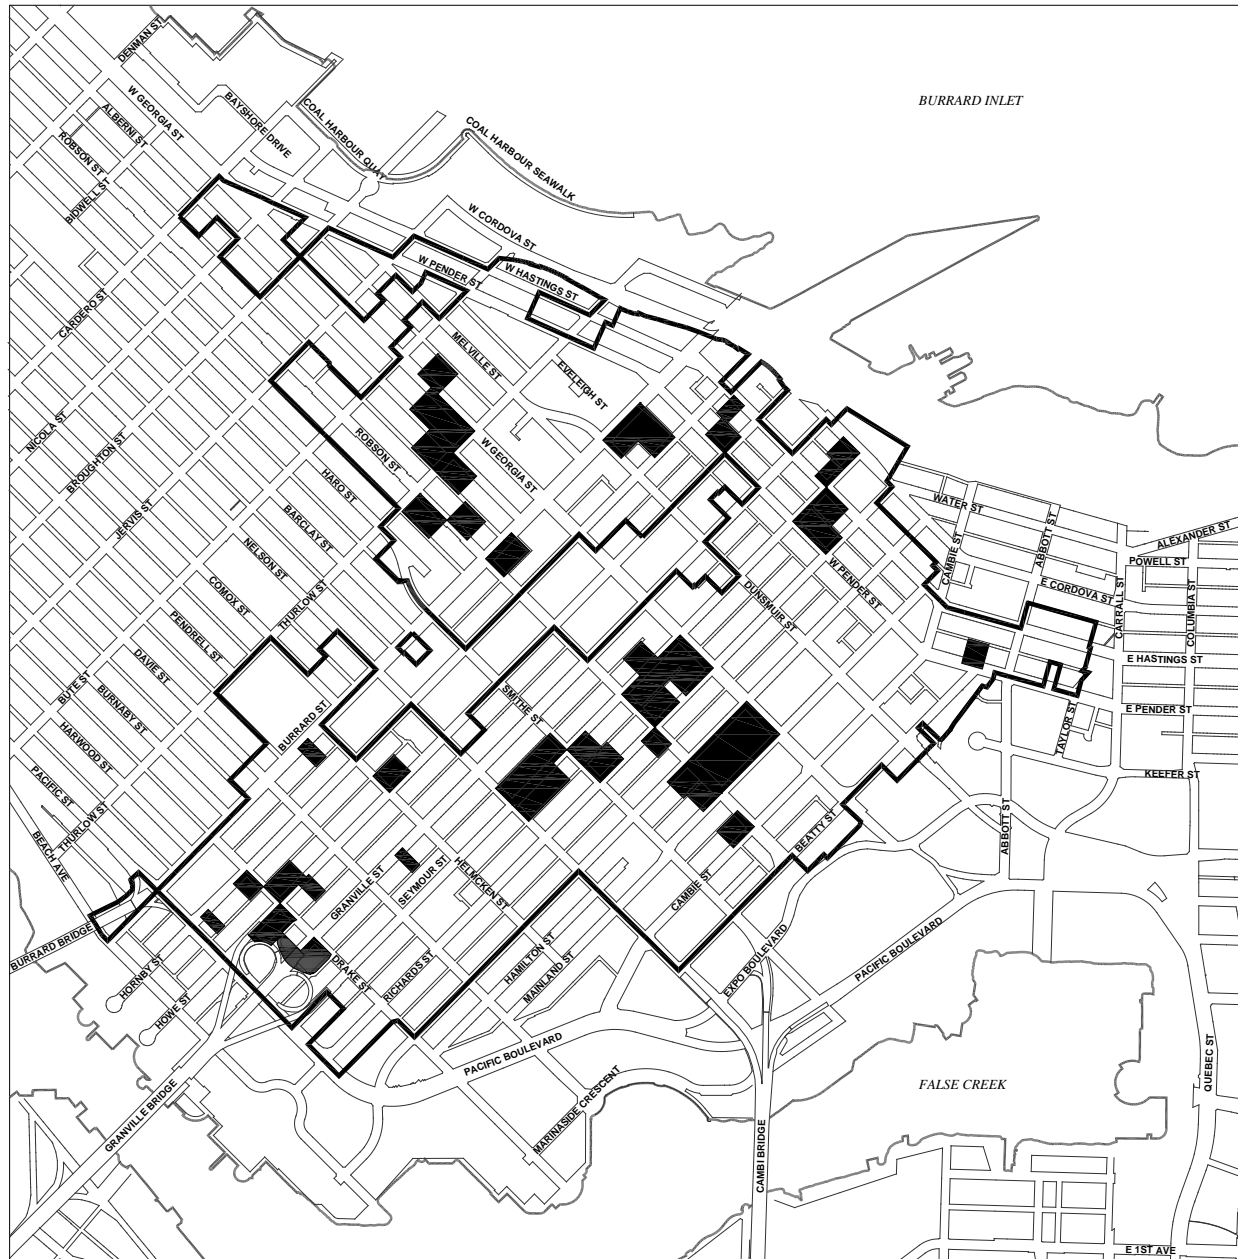 DENMAN ST
BURRARD INLET
W GEORGIA ST
BAYSHORE DRIVE
COAL HARBOUR QUAY
COAL HARBOUR SEAWALK
ALBERNI ST
ROBSON ST
BIDWELL ST
W CORDOVA ST
W PENDER ST
W HASTINGS ST
CARDERO ST
MELVILLE ST
EVELEIGH ST
NICOLA ST
BROUGHTON ST
ROBSON ST
W GEORGIA ST
HARO ST
JERVIS ST
BARCLAY ST
WATER ST
ABBOTT ST
ALEXANDER ST
CAMBIE ST
POWELL ST
NELSON ST
W PENDER ST
E CORDOVA ST
CARRALL ST
COLUMBIA ST
COMOX ST
THURLOW ST
DUNSMUIR ST
PENDRELL ST
E HASTINGS ST
DAVIE ST
BUTE ST
BURNABY ST
SMITHE ST
BURRARD ST
E PENDER ST
TAYLOR ST
HARWOOD ST
KEEFER ST
PACIFIC ST
THURLOW ST
BEACH AVE
ABBOTT ST
BEATTY ST
GRANVILLE ST
SEYMOUR ST
HELMCKEN ST
CAMBIE ST
BURRARD BRIDGE
HORNBY ST
HOWE ST
DRAKE ST
RICHARDS ST
HAMILTON ST
MAINLAND ST
EXPO BOULEVARD
PACIFIC BOULEVARD
PACIFIC BOULEVARD
QUEBEC ST
FALSE CREEK
GRANVILLE BRIDGE
MARINASIDE CRESCENT
CAMBI BRIDGE
E 1ST AVE